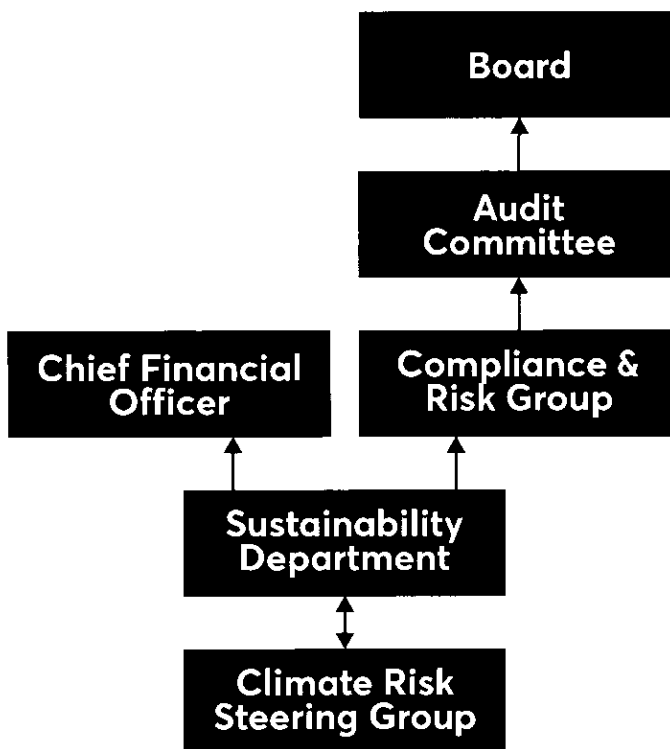 Board
Audit
Committee
Chief Financial
Officer
Compliance &
Risk Group
Sustainability
Department
Climate Risk
Steering Group